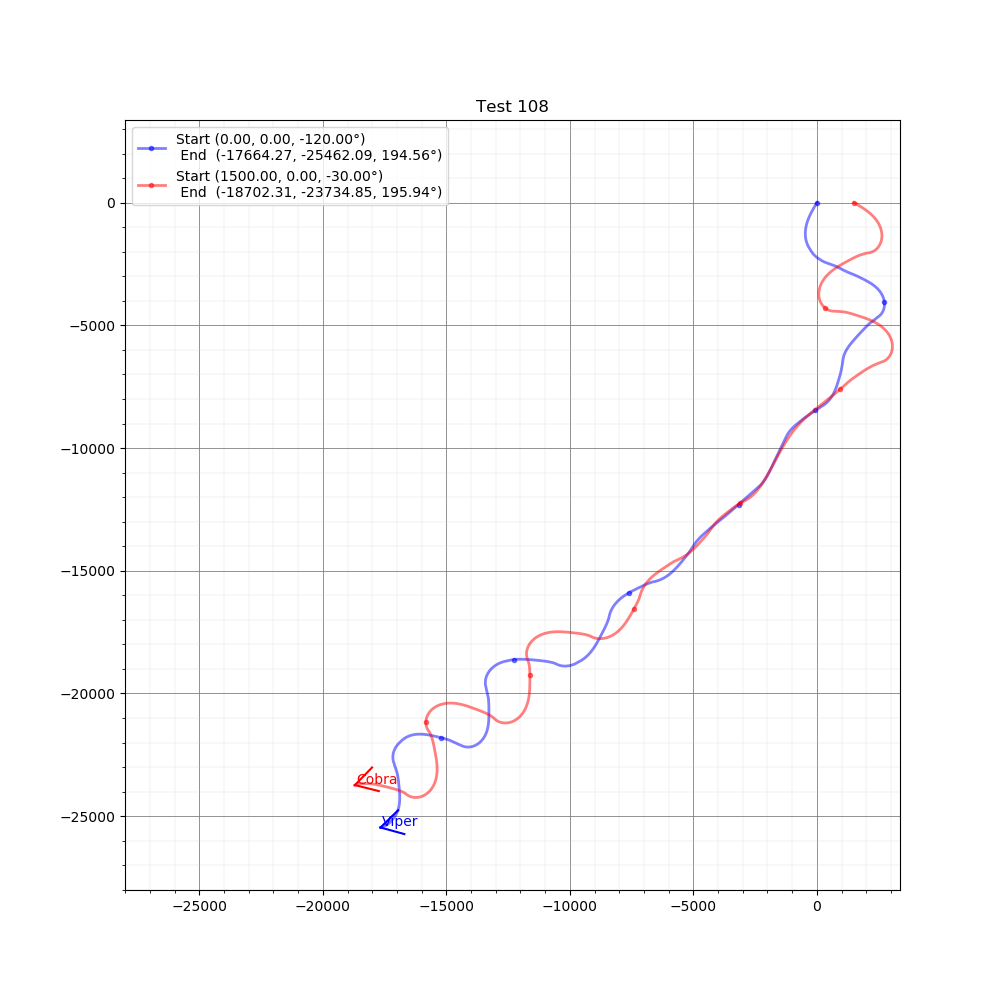 Test 108
Start (0.00, 0.00, -120.00°)
End (-17664.27, -25462.09, 194.56°)
Start (1500.00, 0.00, -30.00°)
End (-18702.31, -23734.85, 195.94°)
0
−5000
−10000
−15000
−20000
−25000
Cobra
Viper
−25000 −20000 −15000 −10000 −5000 0